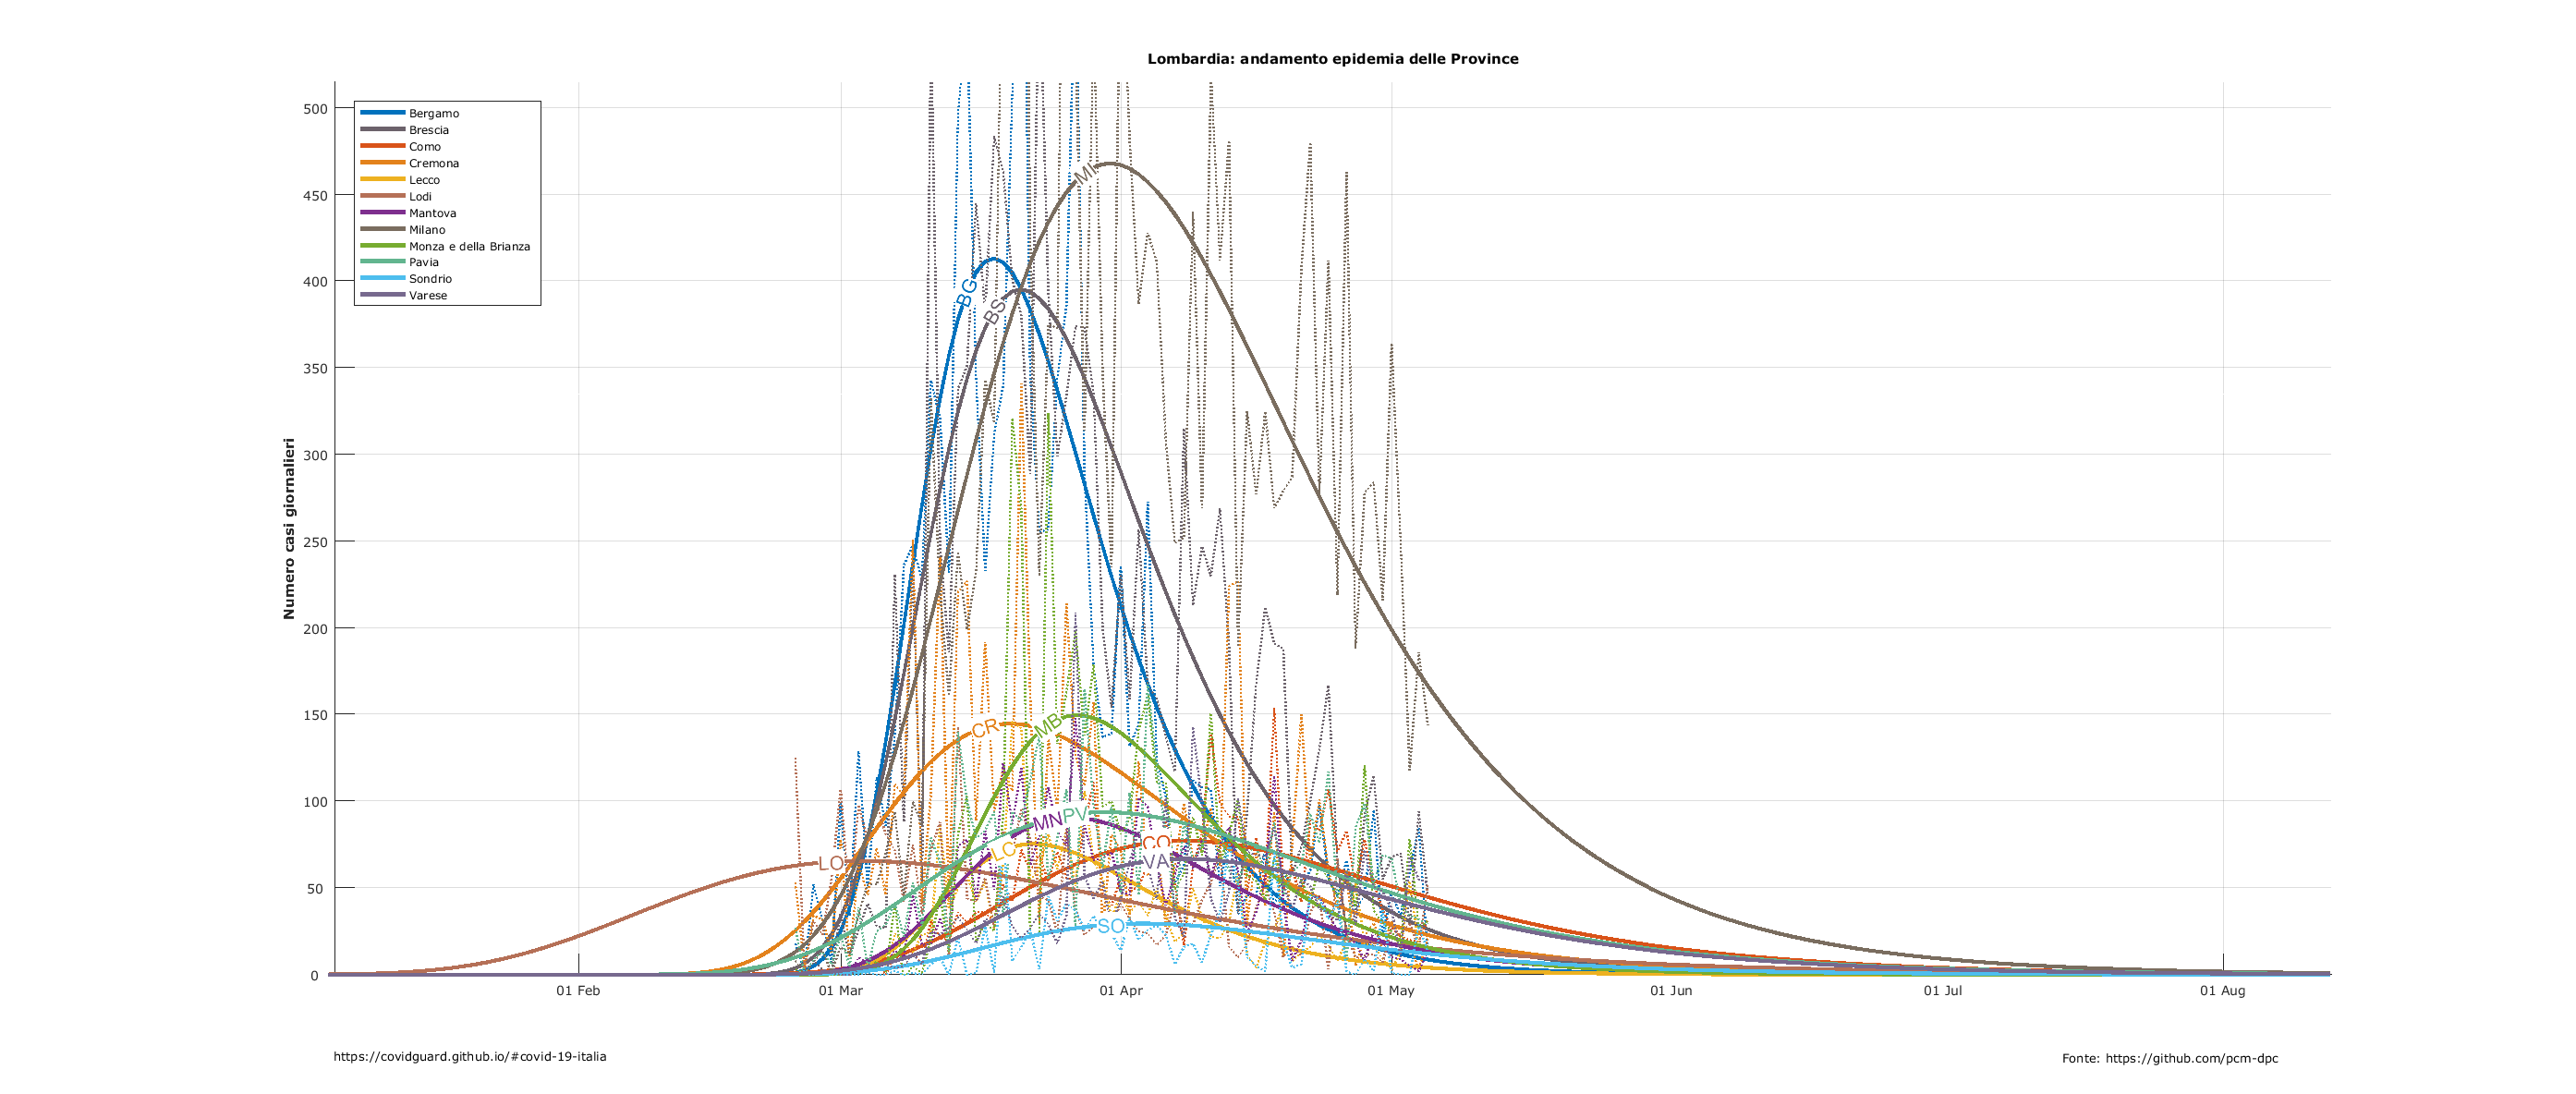 Lombardia: andamento epidemia delle Province
Numero casi giornalieri
500
450
400
350
300
250
200
150
100
50
0
Bergamo
Brescia
Como
Cremona
Lecco
Lodi
Mantova
Milano
Monza e della Brianza
Pavia
Sondrio
Varese
MI
BG
BS
CR
MB
MN
PV
LC
CO
LO
VA
SO
01 Feb
01 Mar
01 Apr
01 May
01 Jun
01 Jul
01 Aug
https://covidguard.github.io/#covid-19-italia
Fonte: https://github.com/pcm-dpc